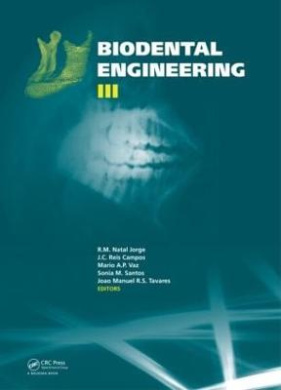 BIODENTAL
ENGINEERING
III
R.M. Natal Jorge
J.C. Reis Campos
Mario A.P. Vaz
Sonia M. Santos
Joao Manuel R.S. Tavares
EDITORS
CRC Press